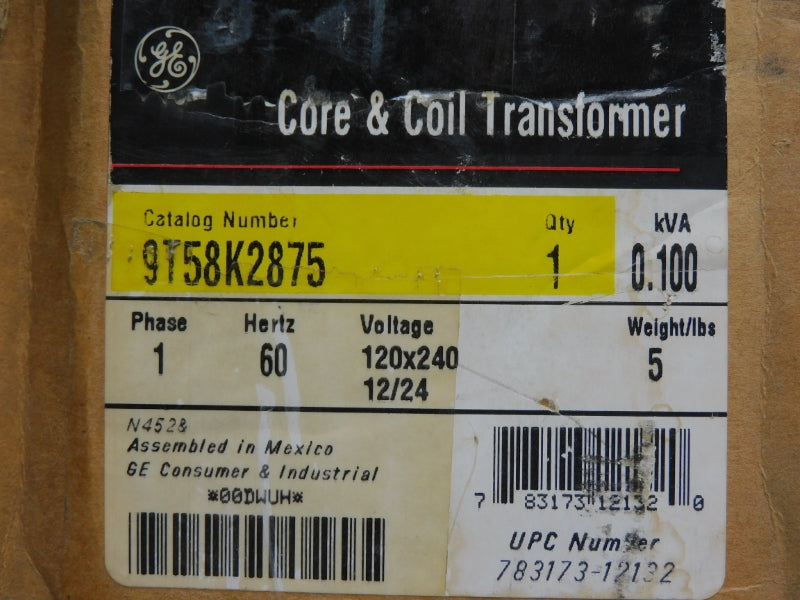 GE
Core & Coil Transformer
Catalog Number Qty kVA
9T58K2875 1 0.100
Phase Hertz Voltage Weight/lbs
1 60 120x240 5
12/24
N4528
Assembled in Mexico
GE Consumer & Industrial
*00DWUH*
7 83173 12132 0
UPC Number
783173-12132